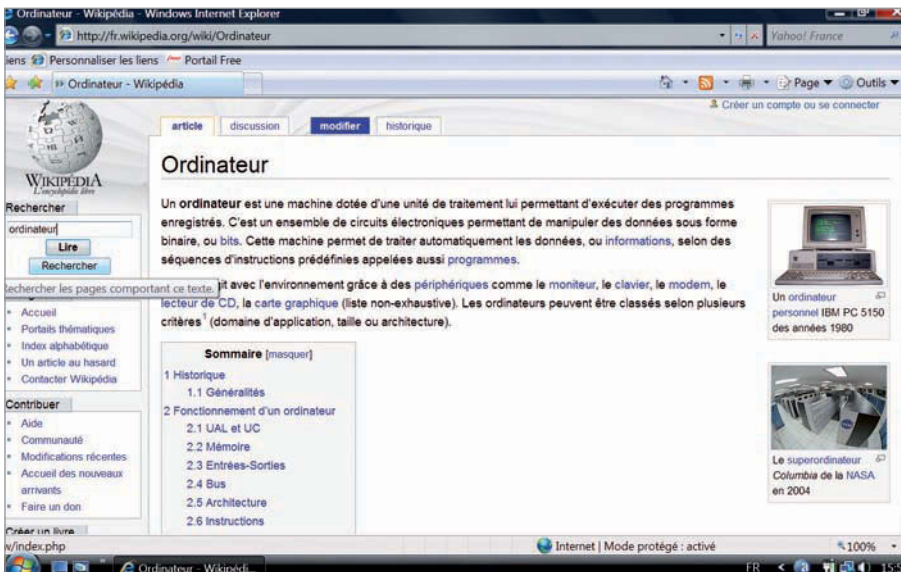 Ordinateur - Wikipédia - Windows Internet Explorer
http://fr.wikipedia.org/wiki/Ordinateur
Yahoo! France
iens Personnaliser les liens Portail Free
Ordinateur - Wikipédia
Page Outils
Créer un compte ou se connecter
article discussion modifier historique
WIKIPÉDIA
L'encyclopédie libre
Ordinateur
Rechercher
ordinateur
Lire
Rechercher
Rechercher les pages comportant ce texte.
Accueil
Portails thématiques
Index alphabétique
Un article au hasard
Contacter Wikipédia
Contribuer
Aide
Communauté
Modifications récentes
Accueil des nouveaux
arrivants
Faire un don
Créer un livre
Un ordinateur est une machine dotée d'une unité de traitement lui permettant d'exécuter des programmes
enregistrés. C'est un ensemble de circuits électroniques permettant de manipuler des données sous forme
binaire, ou bits. Cette machine permet de traiter automatiquement les données, ou informations, selon des
séquences d'instructions prédéfinies appelées aussi programmes.
git avec l'environnement grâce à des périphériques comme le moniteur, le clavier, le modem, le
lecteur de CD, la carte graphique (liste non-exhaustive). Les ordinateurs peuvent être classés selon plusieurs
critères1 (domaine d'application, taille ou architecture).
Sommaire [masquer]
1 Historique
1.1 Généralités
2 Fonctionnement d'un ordinateur
2.1 UAL et UC
2.2 Mémoire
2.3 Entrées-Sorties
2.4 Bus
2.5 Architecture
2.6 Instructions
Un ordinateur
personnel IBM PC 5150
des années 1980
Le superordinateur
Columbia de la NASA
en 2004
w/index.php
Internet | Mode protégé : activé
100%
Ordinateur - Wikipédi...
FR
15:5